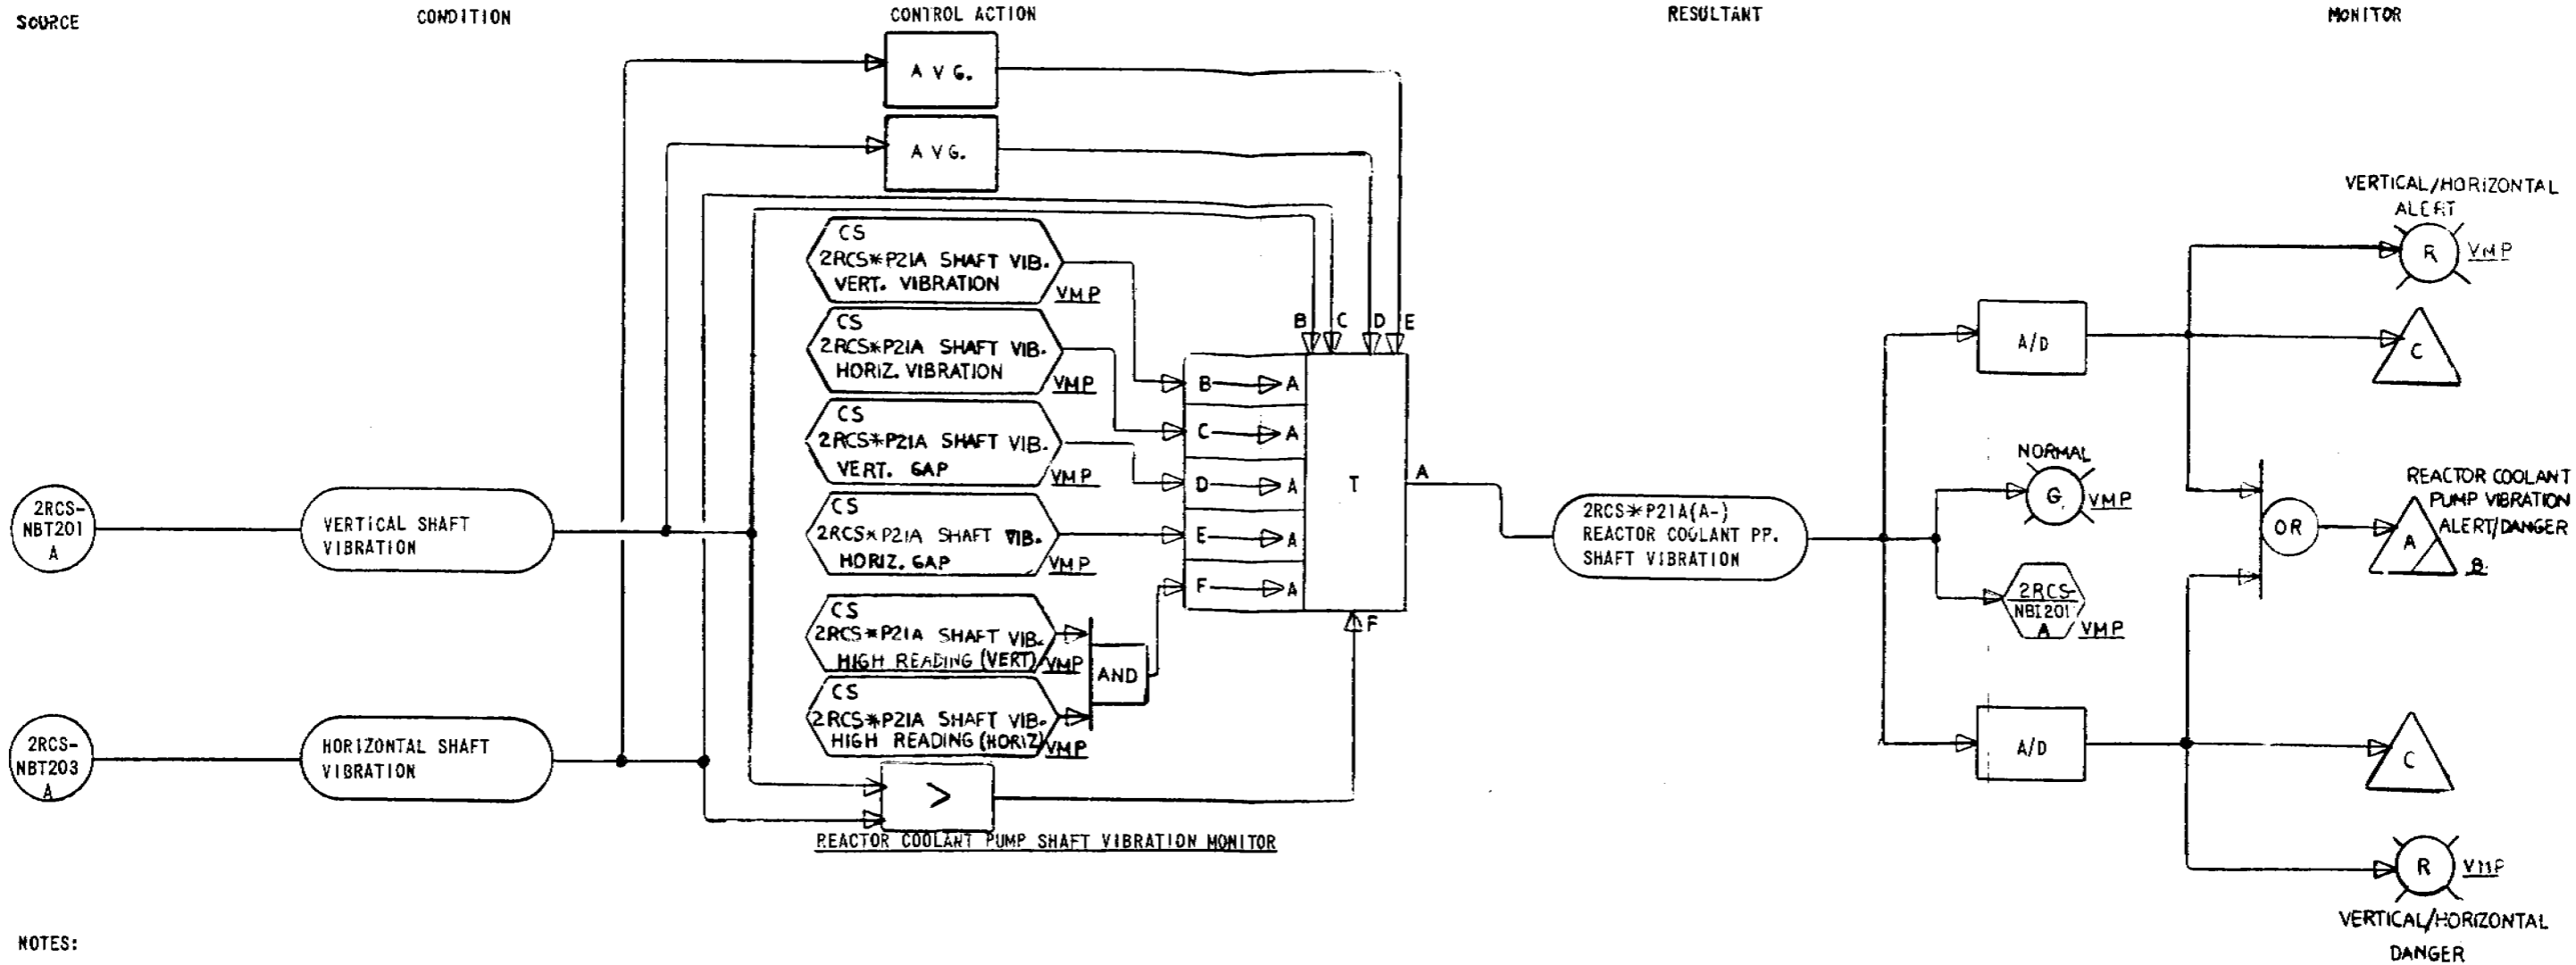 SOURCE
CONDITION
CONTROL ACTION
RESULTANT
MONITOR
AVG.
AVG.
CS
2RCS*P21A SHAFT VIB.
VERT. VIBRATION
VMP
CS
2RCS*P21A SHAFT VIB.
HORIZ. VIBRATION
VMP
CS
2RCS*P21A SHAFT VIB.
VERT. GAP
VMP
CS
2RCS*P21A SHAFT VIB.
HORIZ. GAP
VMP
CS
2RCS*P21A SHAFT VIB.
HIGH READING (VERT)
VMP
CS
2RCS*P21A SHAFT VIB.
HIGH READING (HORIZ)
VMP
AND
B C D E
B A
C A
D A
E A
F A
T
A
F
>
REACTOR COOLANT PUMP SHAFT VIBRATION MONITOR
2RCS-
NBT201
A
VERTICAL SHAFT
VIBRATION
2RCS-
NBT203
A
HORIZONTAL SHAFT
VIBRATION
2RCS*P21A(A-)
REACTOR COOLANT PP.
SHAFT VIBRATION
A/D
NORMAL
G
VMP
2RCS-
NBI201
A
VMP
A/D
VERTICAL/HORIZONTAL
ALERT
R
VMP
C
OR
REACTOR COOLANT
PUMP VIBRATION
ALERT/DANGER
A
B
C
R
VMP
VERTICAL/HORIZONTAL
DANGER
NOTES: